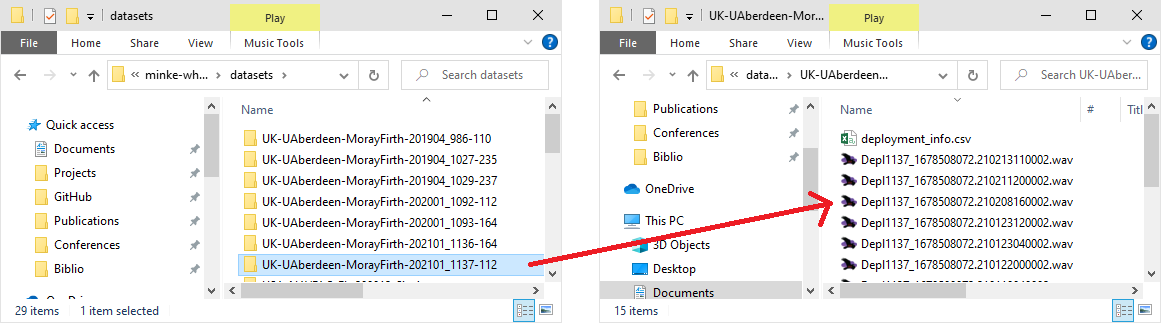 datasets
Play
File
Home
Share
View
Music Tools
?
«
minke-wh...
datasets
Search datasets
Quick access
Documents
Projects
GitHub
Publications
Conferences
Biblio
Name
UK-UAberdeen-MorayFirth-201904_986-110
UK-UAberdeen-MorayFirth-201904_1027-235
UK-UAberdeen-MorayFirth-201904_1029-237
UK-UAberdeen-MorayFirth-202001_1092-112
UK-UAberdeen-MorayFirth-202001_1093-164
UK-UAberdeen-MorayFirth-202101_1136-164
UK-UAberdeen-MorayFirth-202101_1137-112
29 items
1 item selected
UK-UAberdeen-Moray...
Play
File
Home
Share
View
Music Tools
?
«
data...
UK-UAberdeen...
Search UK-UAber...
Publications
Conferences
Biblio
OneDrive
This PC
3D Objects
Desktop
Documents
Name
#
Titl
deployment_info.csv
Depl1137_1678508072.210213110002.wav
Depl1137_1678508072.210211200002.wav
Depl1137_1678508072.210208160002.wav
Depl1137_1678508072.210123120002.wav
Depl1137_1678508072.210123040002.wav
Depl1137_1678508072.210122000002.wav
15 items